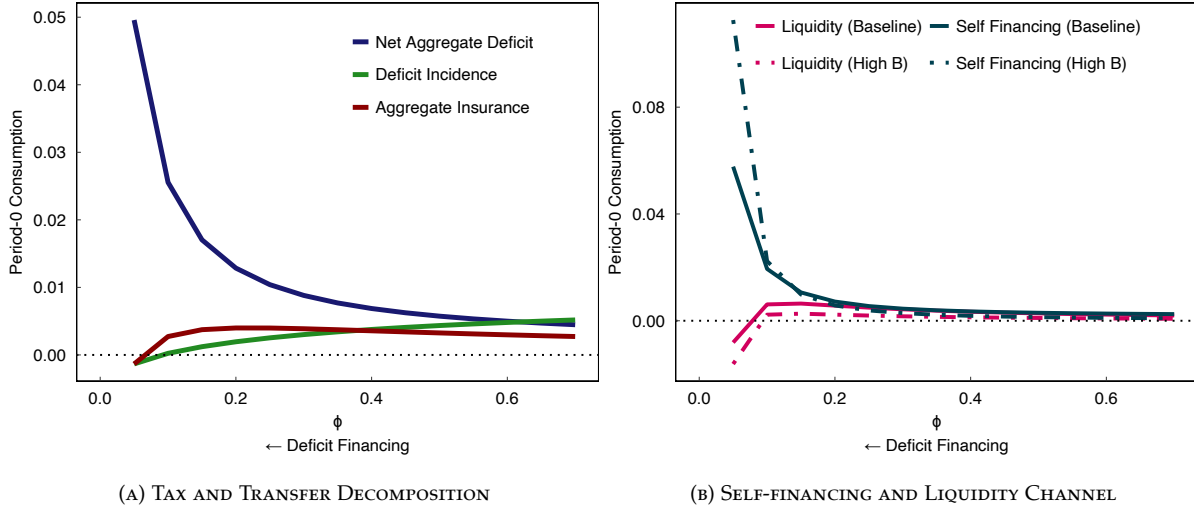 Period-0 Consumption
0.05
0.04
0.03
0.02
0.01
0.00
Net Aggregate Deficit
Deficit Incidence
Aggregate Insurance
0.0 0.2 0.4 0.6
ϕ
← Deficit Financing
(A) TAX AND TRANSFER DECOMPOSITION
Period-0 Consumption
0.08
0.04
0.00
Liquidity (Baseline) Self Financing (Baseline)
Liquidity (High B) Self Financing (High B)
0.0 0.2 0.4 0.6
ϕ
← Deficit Financing
(B) SELF-FINANCING AND LIQUIDITY CHANNEL